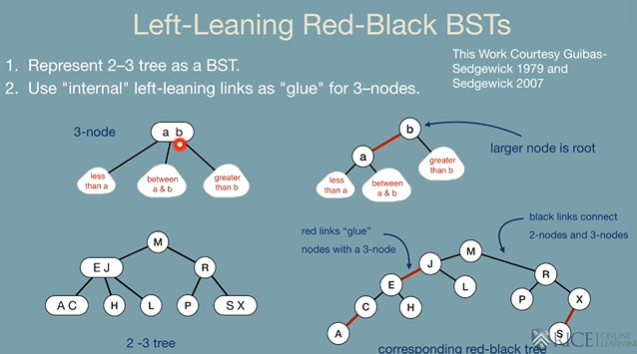 Left-Leaning Red-Black BSTs
1. Represent 2–3 tree as a BST.
2. Use "internal" left-leaning links as "glue" for 3–nodes.
This Work Courtesy Guibas-
Sedgewick 1979 and
Sedgewick 2007
3-node
a b
less
than a
between
a & b
greater
than b
b
a
less
than a
between
a & b
greater
than b
larger node is root
M
E J
R
A C
H
L
P
S X
2 -3 tree
red links "glue"
nodes with a 3-node
black links connect
2-nodes and 3-nodes
M
J
R
E
L
P
X
C
H
A
S
corresponding red-black tree
RICE
ONLINE
LEARNING